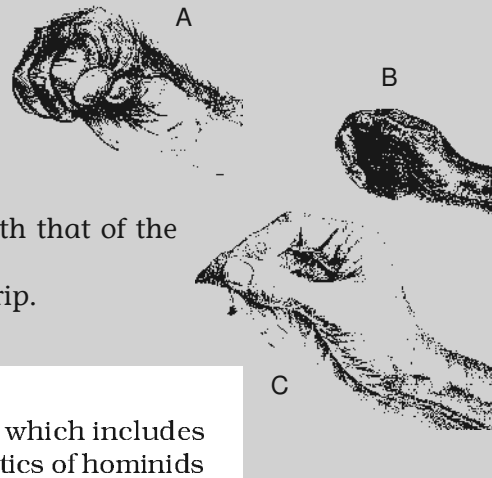 A
B
th that of the
rip.
C
which includes
tics of hominids